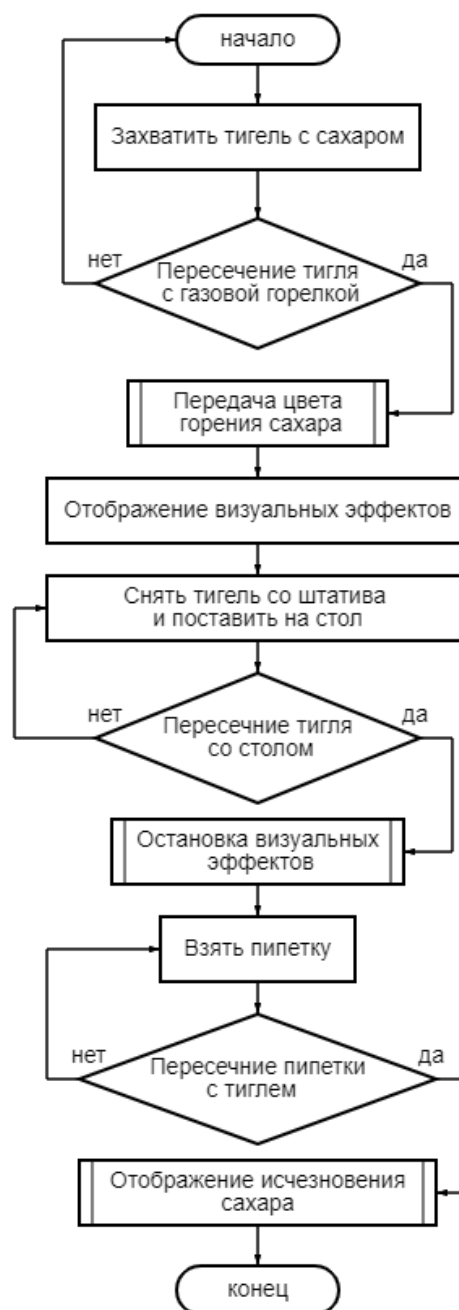 начало
Захватить тигель с сахаром
нет
да
Пересечение тигля
с газовой горелкой
Передача цвета
горения сахара
Отображение визуальных эффектов
Снять тигель со штатива
и поставить на стол
нет
да
Пересечние тигля
со столом
Остановка визуальных
эффектов
Взять пипетку
нет
да
Пересечние пипетки
с тиглем
Отображение исчезновения
сахара
конец